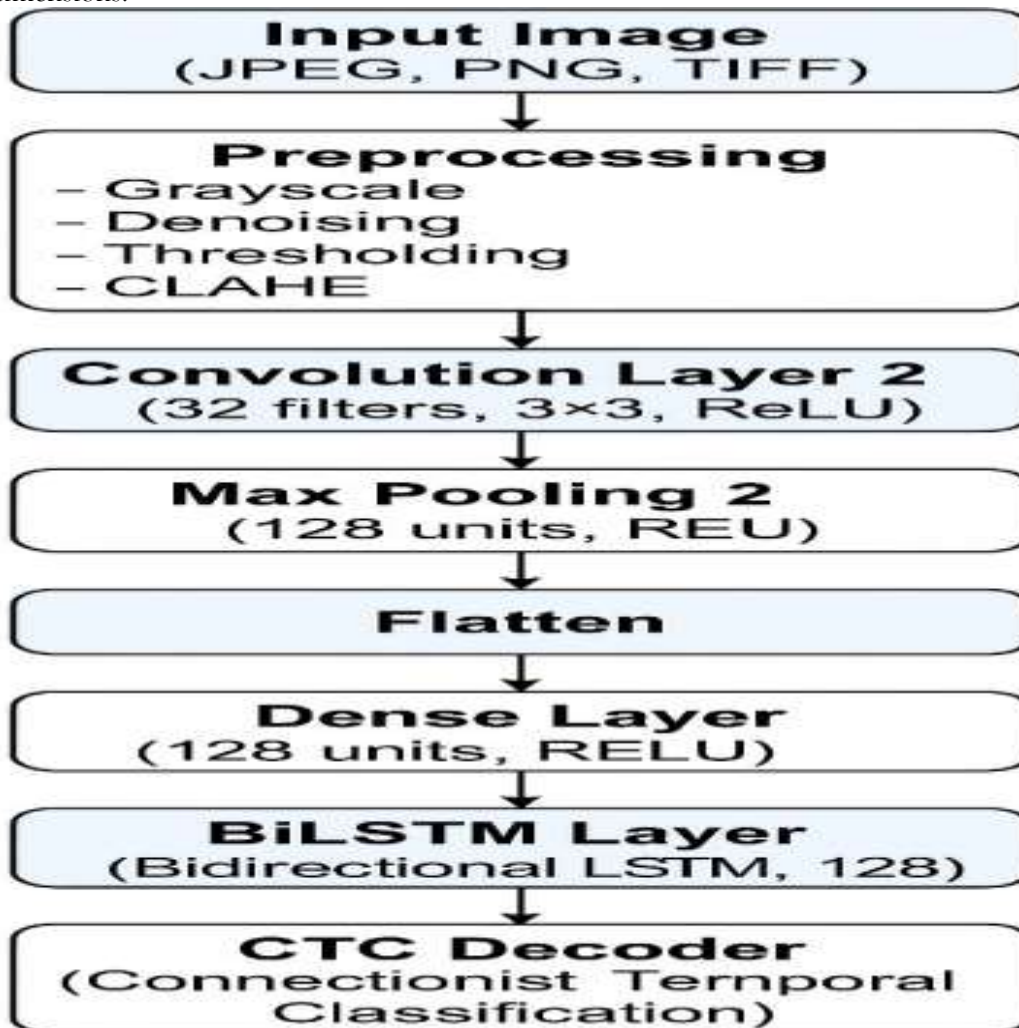 Input Image
(JPEG, PNG, TIFF)
Preprocessing
– Grayscale
– Denoising
– Thresholding
– CLAHE
Convolution Layer 2
(32 filters, 3×3, ReLU)
Max Pooling 2
(128 units, REU)
Flatten
Dense Layer
(128 units, RELU)
BiLSTM Layer
(Bidirectional LSTM, 128)
CTC Decoder
(Connectionist Ternporal
Classification)